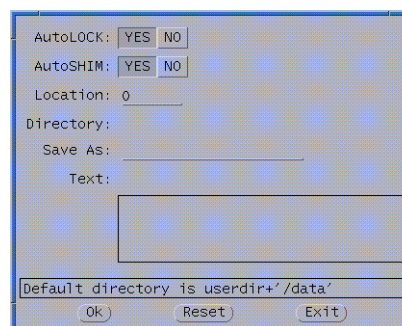 AutoLOCK: YES NO
AutoSHIM: YES NO
Location: 0
Directory:
Save As:
Text:
Default directory is userdir+'/data'
Ok Reset Exit